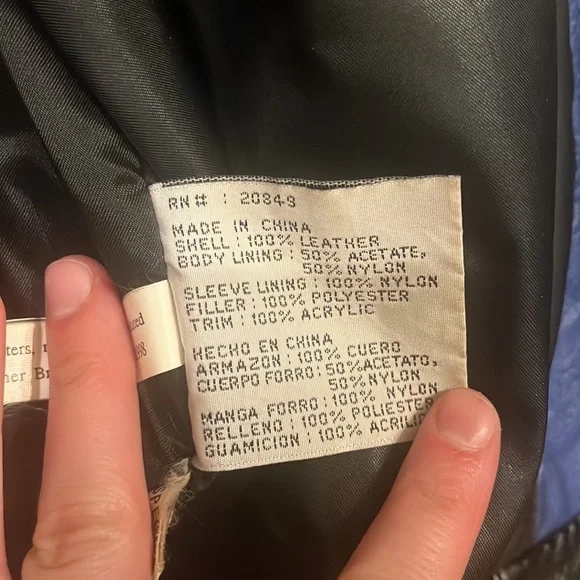 RN# : 20849
MADE IN CHINA
SHELL : 100% LEATHER
BODY LINING : 50% ACETATE,
50% NYLON
SLEEVE LINING : 100% NYLON
FILLER : 100% POLYESTER
TRIM : 100% ACRYLIC
HECHO EN CHINA
ARMAZON : 100% CUERO
CUERPO FORRO : 50% ACETATO,
50% NYLON
MANGA FORRO : 100% NYLON
RELLENO : 100% POLIESTER
GUAMICION : 100%